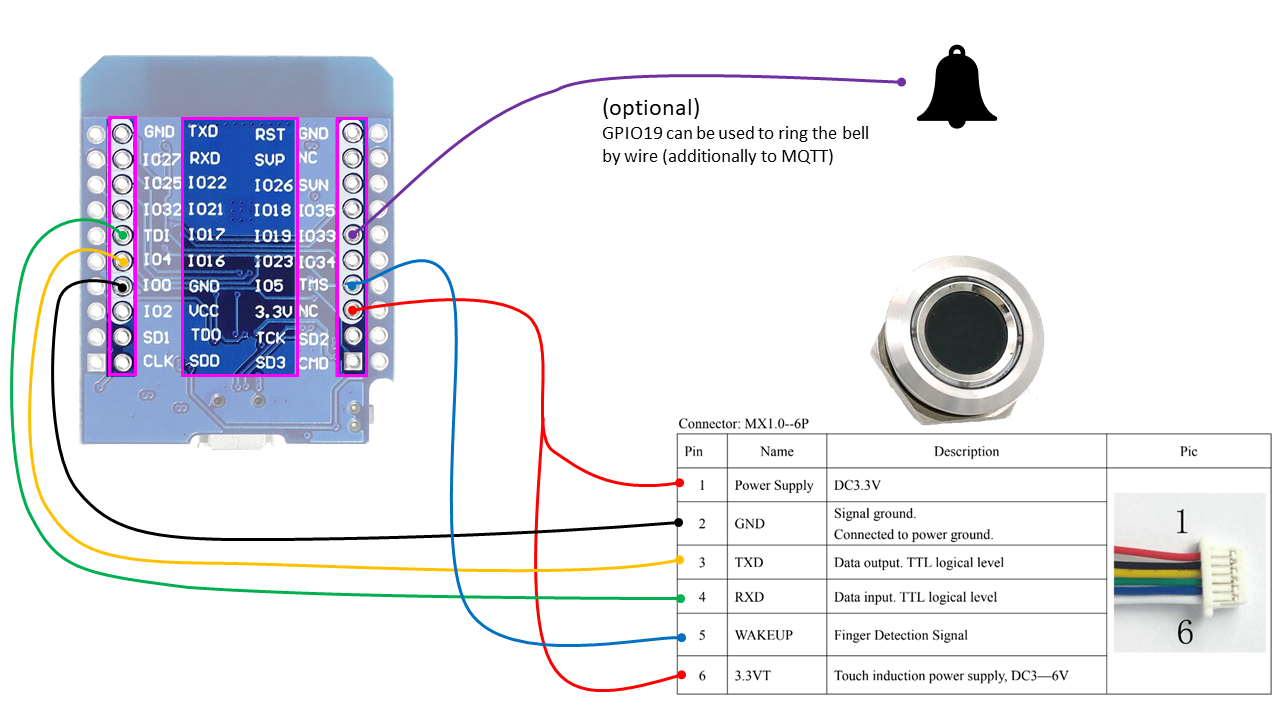 (optional)
GPIO19 can be used to ring the bell
by wire (additionally to MQTT)
GND TXD RST GND
IO27 RXD SVP NC
IO25 IO22 IO26 SVN
IO32 IO21 IO18 IO35
TDI IO17 IO19 IO33
IO4 IO16 IO23 IO34
IO0 GND IO5 TMS
IO2 VCC 3.3V NC
SD1 TDO TCK SD2
CLK SDD SD3 CMD
Connector: MX1.0--6P
Pin Name Description Pic
1 Power Supply DC3.3V
2 GND Signal ground.
Connected to power ground.
3 TXD Data output. TTL logical level
4 RXD Data input. TTL logical level
5 WAKEUP Finger Detection Signal
6 3.3VT Touch induction power supply, DC3—6V
1
6